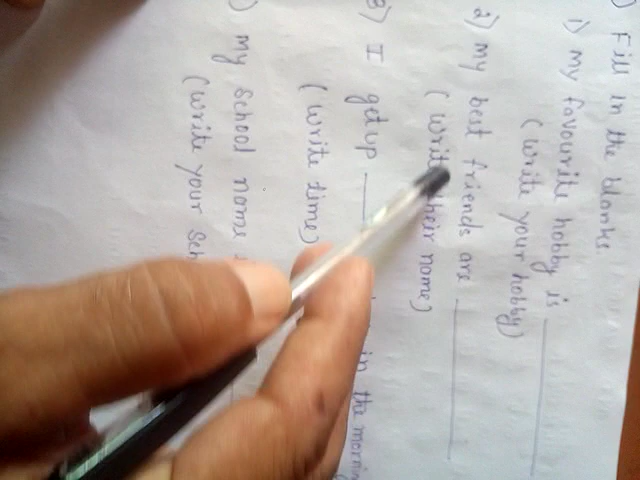 ) Fill in the blanks
1) my favourite hobby is
( write your hobby)
2) my best friends are
( write their name)
3) I get up in the morning
( write time)
) my school name
( write your